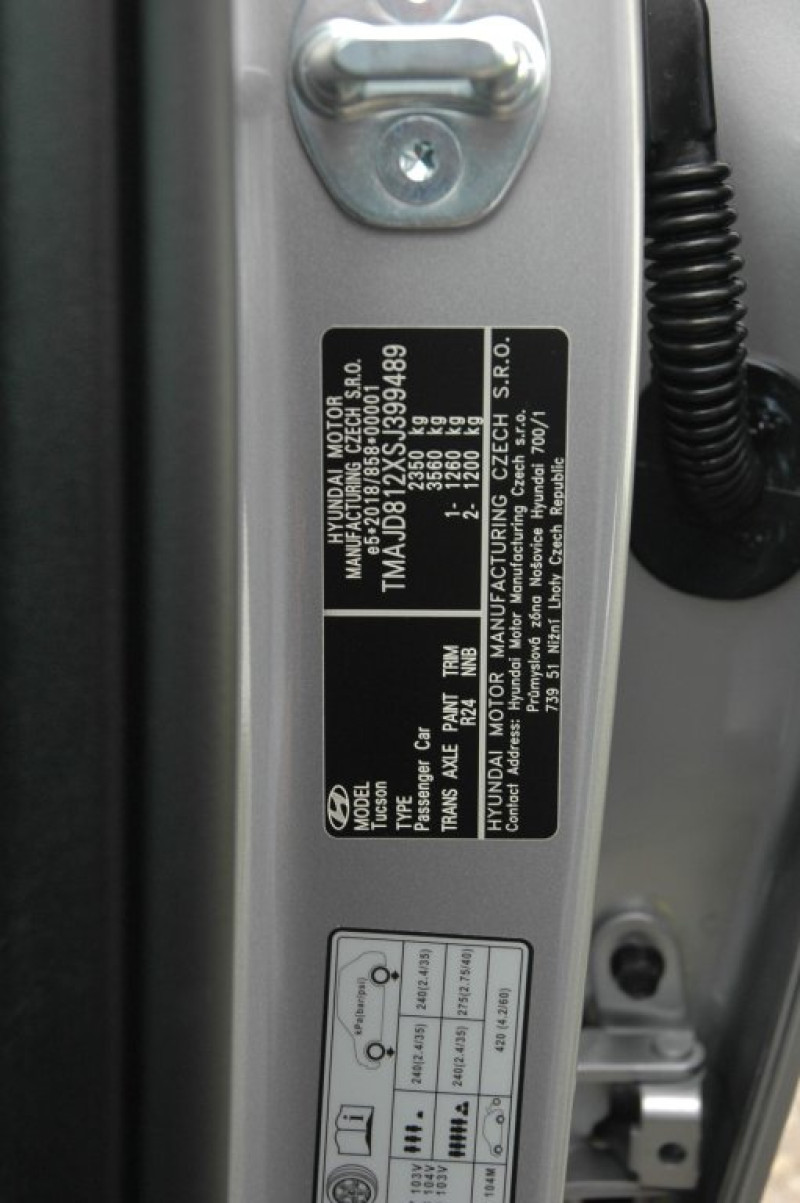 HYUNDAI MOTOR
MANUFACTURING CZECH S.R.O.
e5*2018/858*00001
TMAJD812XSJ399489
2350 kg
3560 kg
1- 1260 kg
2- 1200 kg
MODEL
Tucson
TYPE
Passenger Car
TRANS AXLE PAINT TRIM
R24 NNB
HYUNDAI MOTOR MANUFACTURING CZECH S.R.O.
Contact Address: Hyundai Motor Manufacturing Czech s.r.o.
Průmyslová zóna Nošovice Hyundai 700/1
739 51 Nižní Lhoty Czech Republic
kPa(bar/psi)
103V 240(2.4/35) 240(2.4/35)
104V
103V 240(2.4/35) 275(2.75/40)
104M 420 (4.2/60)